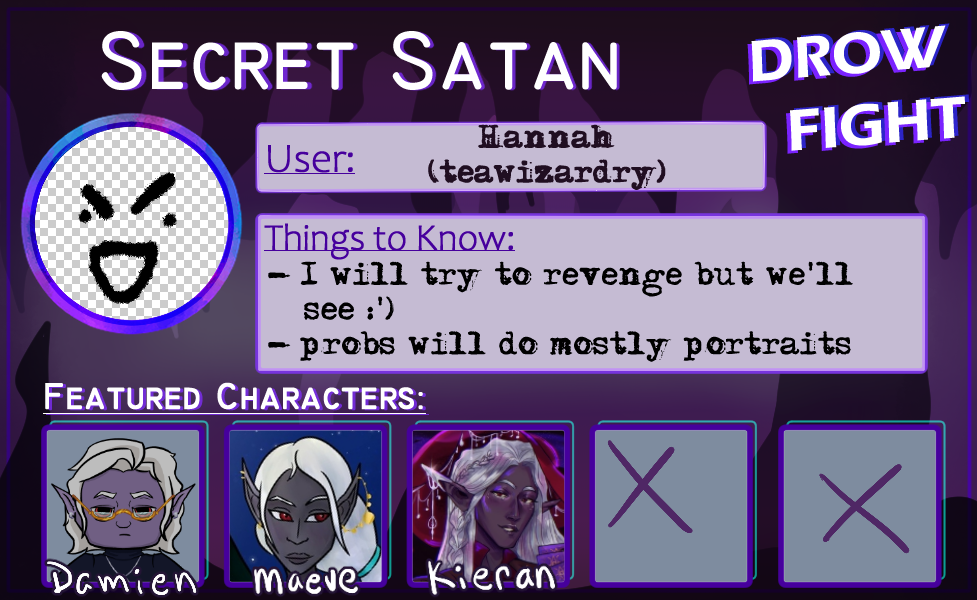 Secret Satan
DROW
FIGHT
User:
Hannah
(teawizardry)
Things to Know:
- I will try to revenge but we'll
see :')
- probs will do mostly portraits
Featured Characters:
Damien
maeve
Kieran